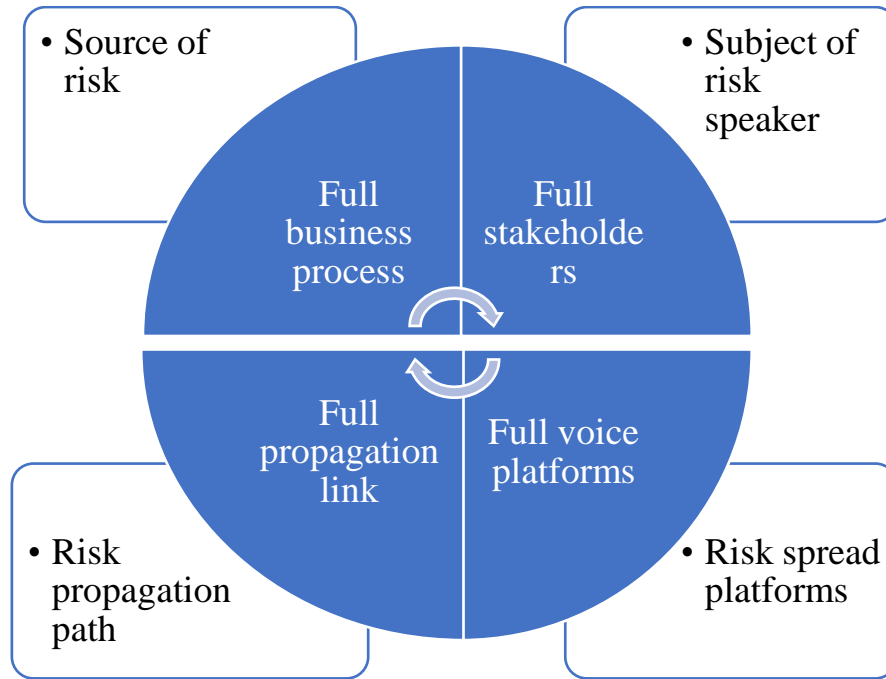 • Source of
risk
• Subject of
risk
speaker
Full
business
process
Full
stakeholde
rs
Full
propagation
link
Full voice
platforms
• Risk
propagation
path
• Risk spread
platforms